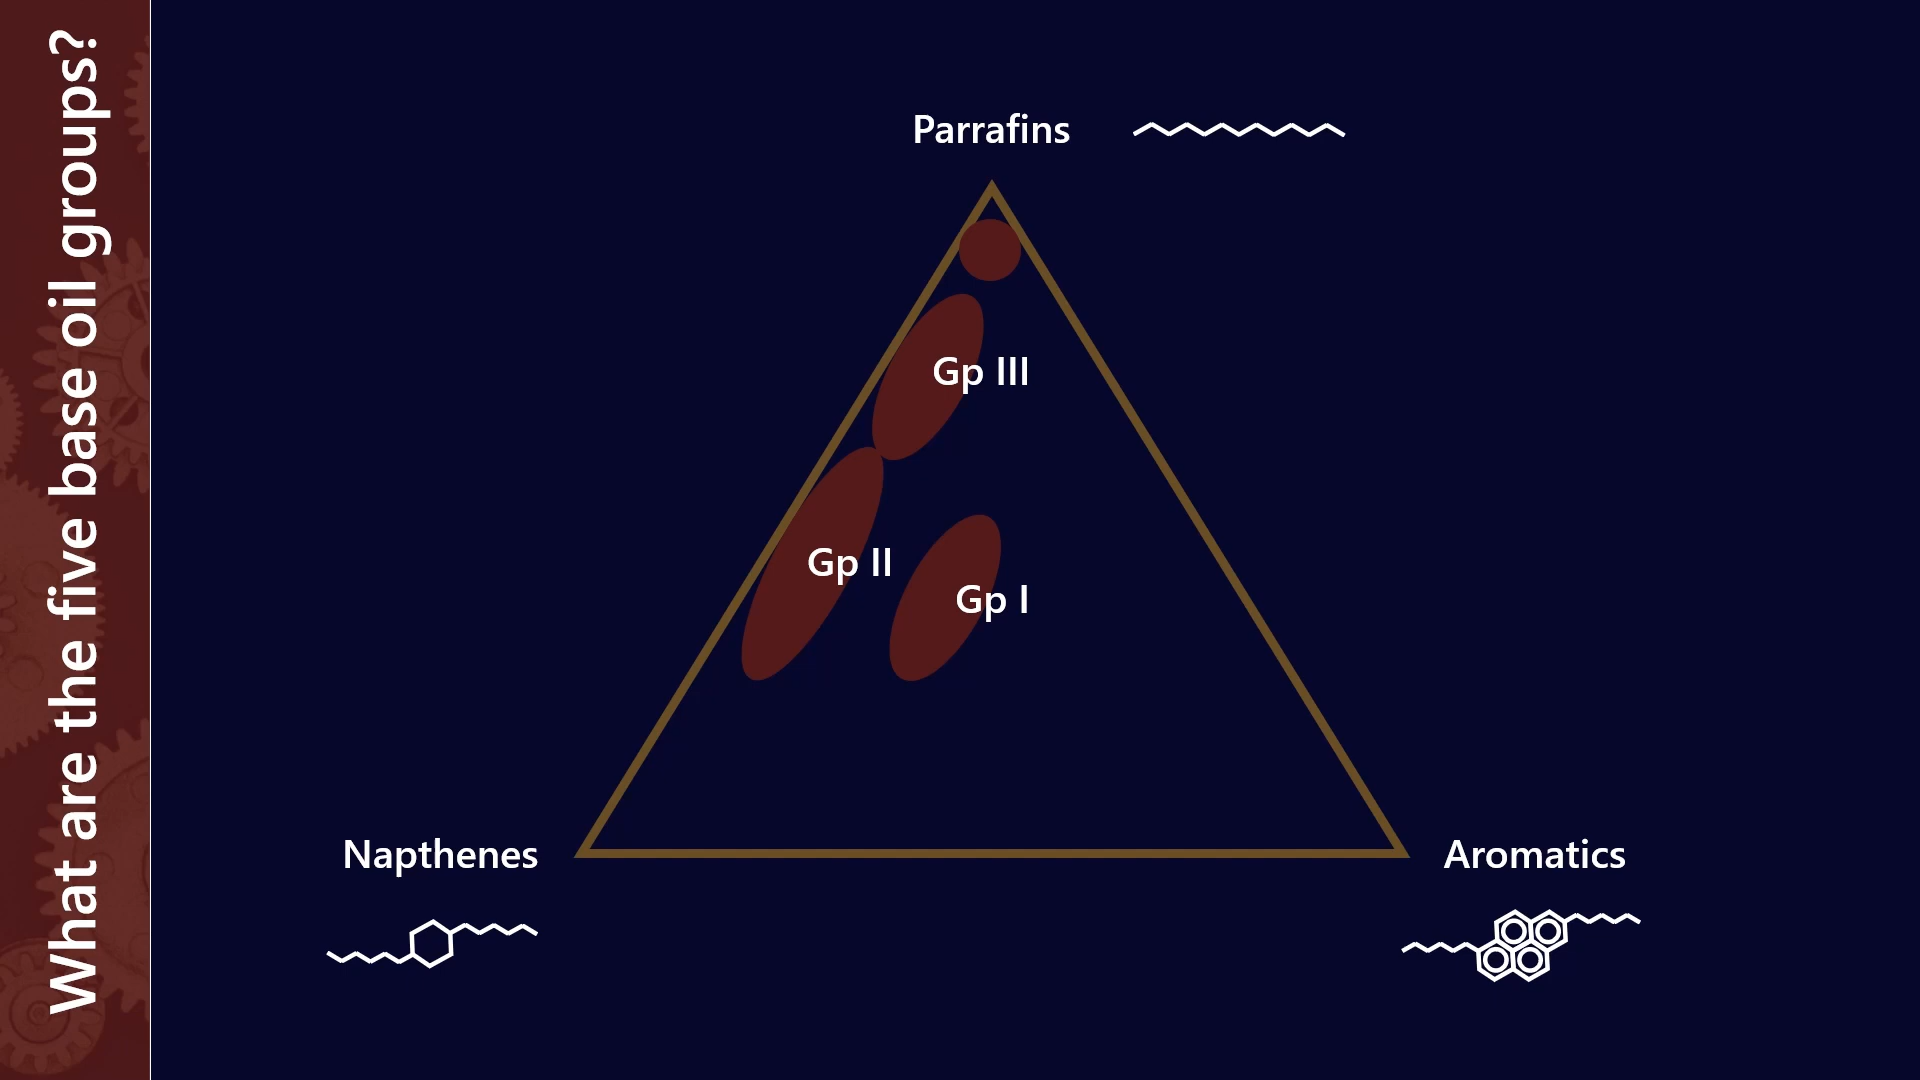 What are the five base oil groups?
Parrafins
Gp III
Gp II
Gp I
Napthenes
Aromatics